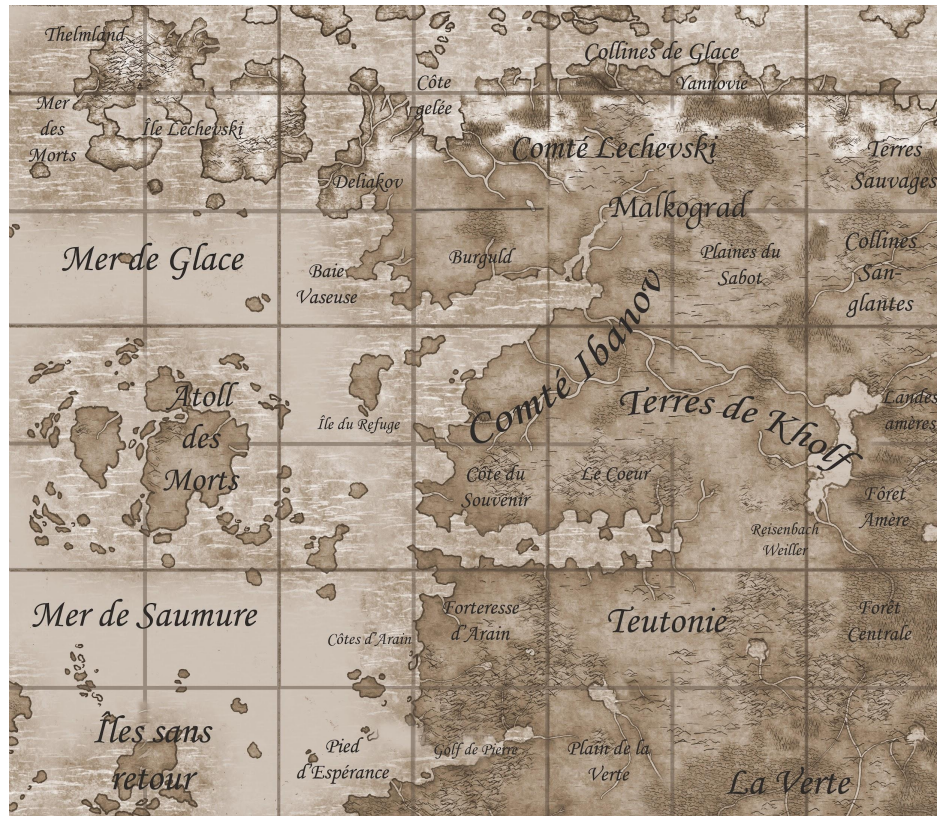 Thelmland
Collines de Glace
Côte
gelée
Yannovie
Mer
des
Morts
Île Lechevski
Comté Lechevski
Terres
Sauvages
Deliakov
Malkograd
Mer de Glace
Baie
Vaseuse
Burguld
Plaines du
Sabot
Collines
San-
glantes
Comté Ibanov
Atoll
des
Morts
Île du Refuge
Terres de Kholf
Landes
amères
Côte du
Souvenir
Le Coeur
Fôret
Amère
Reisenbach
Weiller
Mer de Saumure
Côtes d'Arain
Forteresse
d'Arain
Teutonie
Forêt
Centrale
Îles sans
retour
Pied
d'Espérance
Golf de Pierre
Plain de la
Verte
La Verte